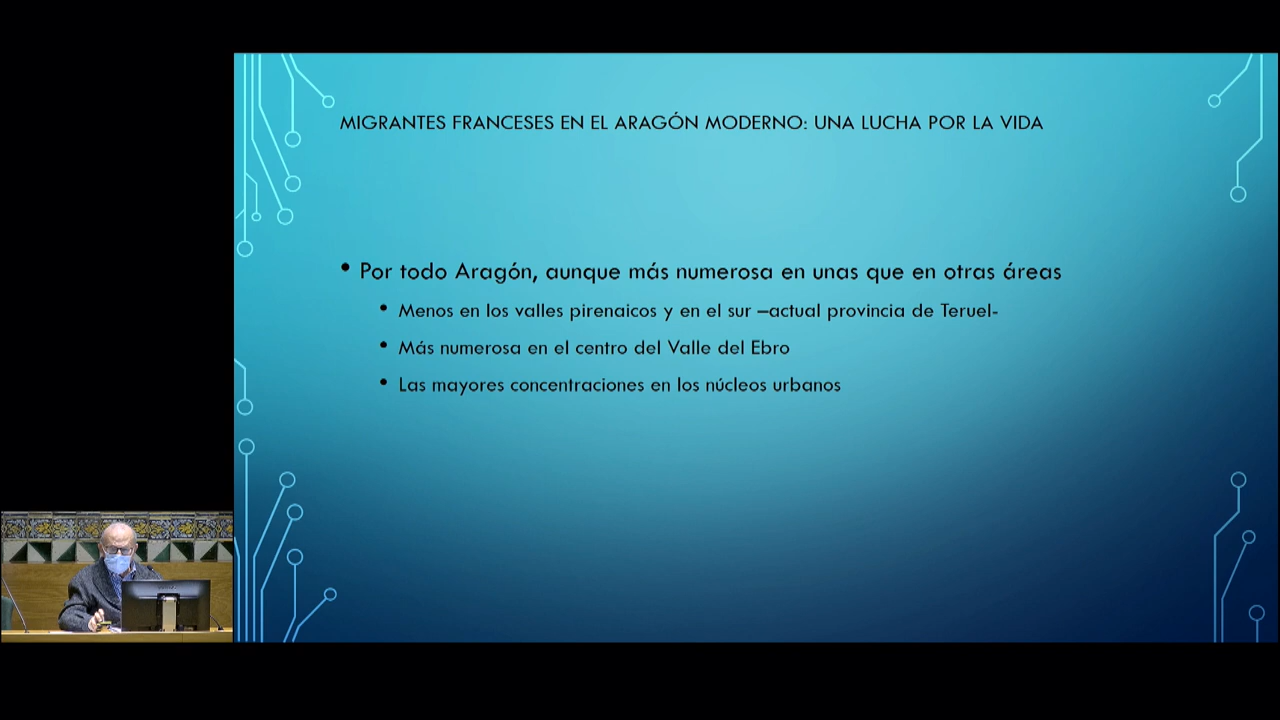 MIGRANTES FRANCESES EN EL ARAGÓN MODERNO: UNA LUCHA POR LA VIDA
• Por todo Aragón, aunque más numerosa en unas que en otras áreas
• Menos en los valles pirenaicos y en el sur –actual provincia de Teruel-
• Más numerosa en el centro del Valle del Ebro
• Las mayores concentraciones en los núcleos urbanos